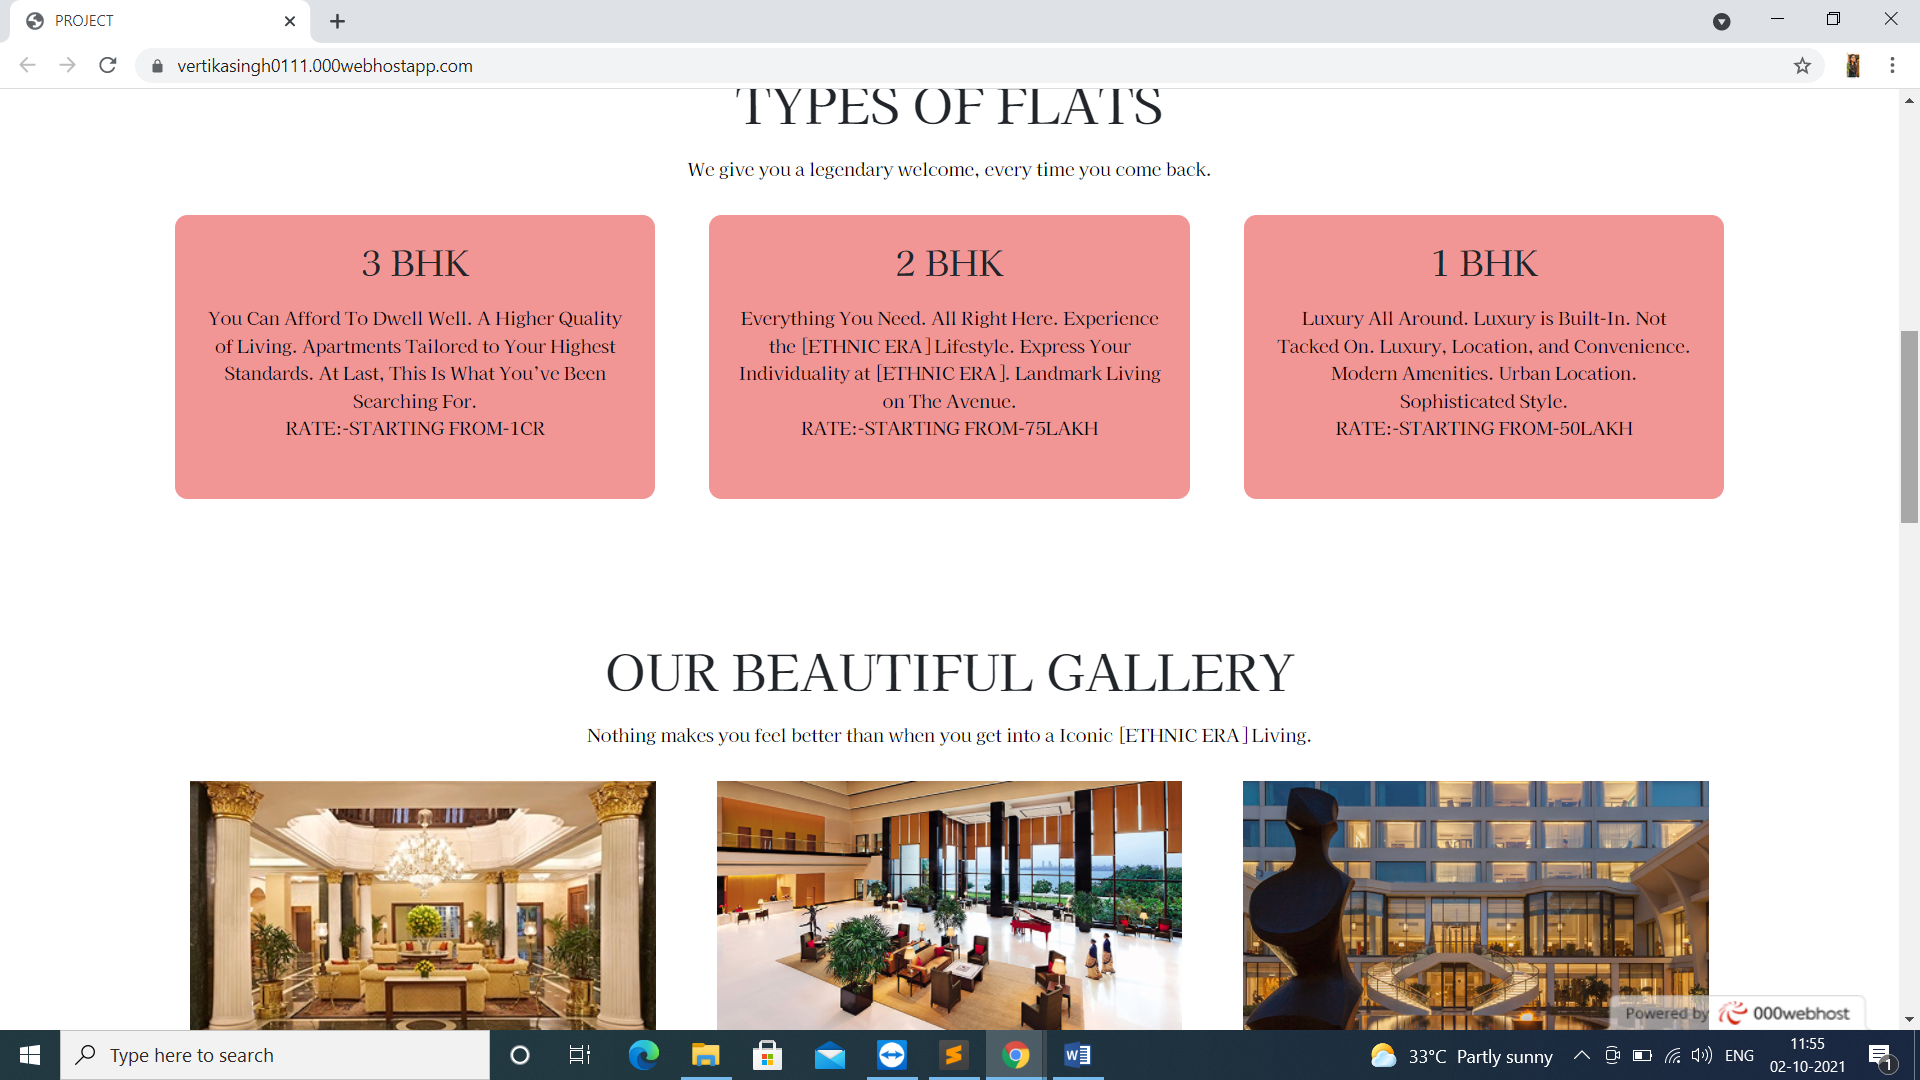 PROJECT
vertikasingh0111.000webhostapp.com
TYPES OF FLATS
We give you a legendary welcome, every time you come back.
3 BHK
You Can Afford To Dwell Well. A Higher Quality
of Living. Apartments Tailored to Your Highest
Standards. At Last, This Is What You've Been
Searching For.
RATE:-STARTING FROM-1CR
2 BHK
Everything You Need. All Right Here. Experience
the [ETHNIC ERA] Lifestyle. Express Your
Individuality at [ETHNIC ERA]. Landmark Living
on The Avenue.
RATE:-STARTING FROM-75LAKH
1 BHK
Luxury All Around. Luxury is Built-In. Not
Tacked On. Luxury, Location, and Convenience.
Modern Amenities. Urban Location.
Sophisticated Style.
RATE:-STARTING FROM-50LAKH
OUR BEAUTIFUL GALLERY
Nothing makes you feel better than when you get into a Iconic [ETHNIC ERA] Living.
Powered by 000webhost
Type here to search
33°C Partly sunny
ENG
11:55
02-10-2021
1